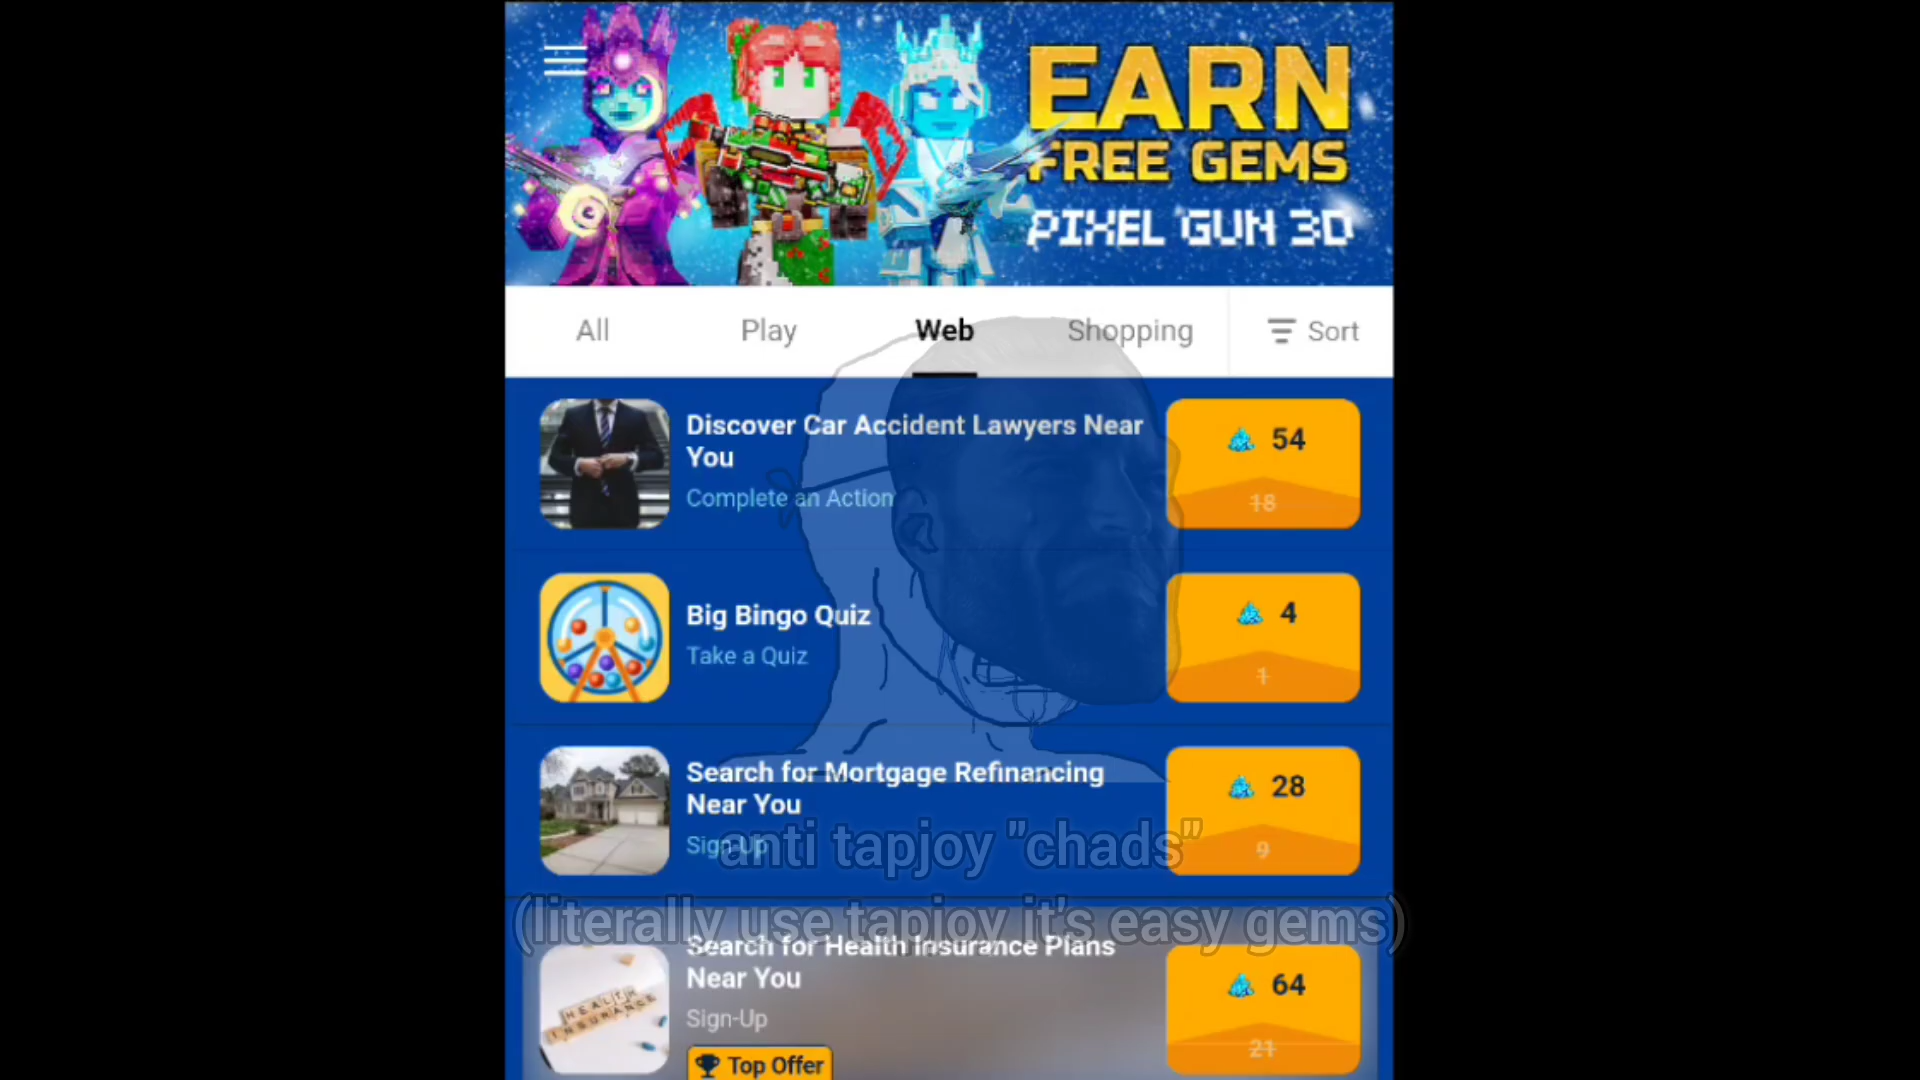 EARN
FREE GEMS
PIXEL GUN 3D
All
Play
Web
Shopping
Sort
Discover Car Accident Lawyers Near
You
Complete an Action
54
18
Big Bingo Quiz
Take a Quiz
4
1
Search for Mortgage Refinancing
Near You
Sign-Up
28
9
anti tapjoy "chads"
(literally use tapjoy it's easy gems)
Search for Health Insurance Plans
Near You
Sign-Up
HEALTH
INSURANCE
64
21
Top Offer